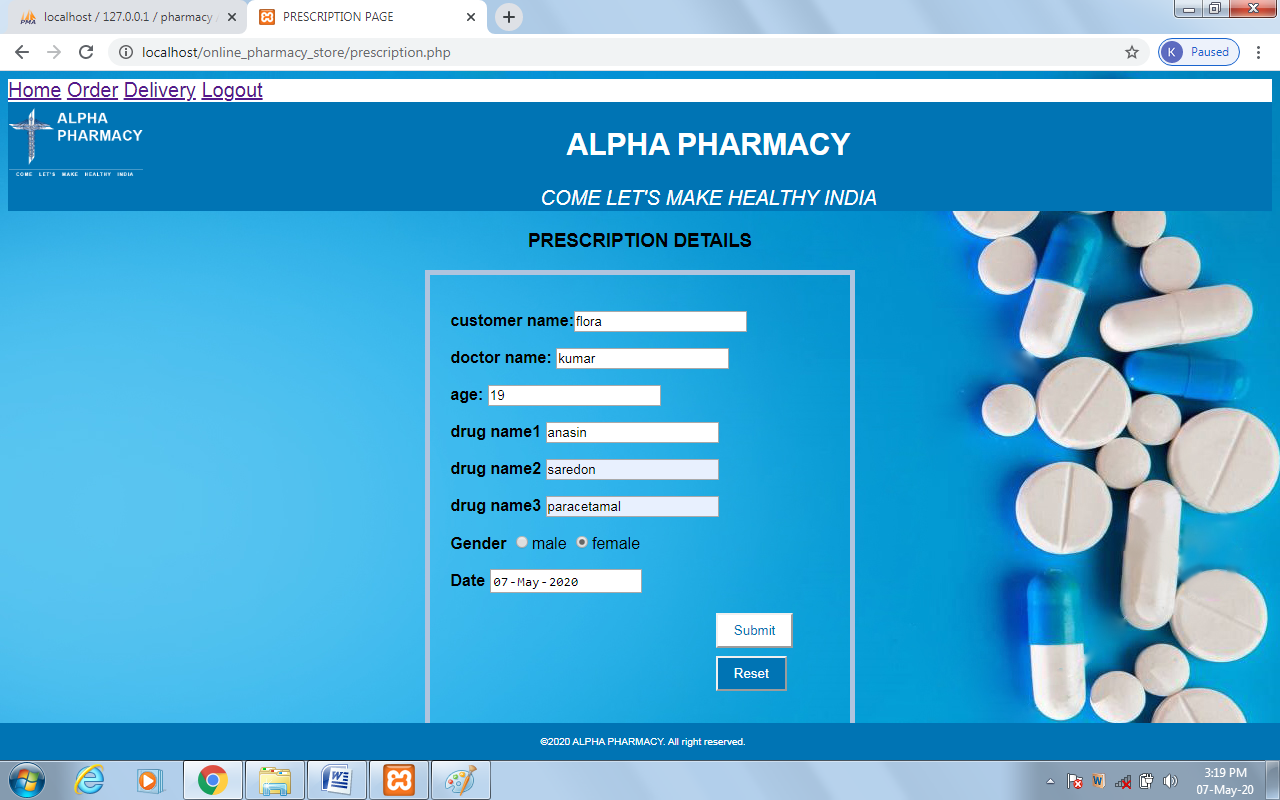 localhost / 127.0.0.1 / pharmacy
PRESCRIPTION PAGE
localhost/online_pharmacy_store/prescription.php
K Paused
Home Order Delivery Logout
ALPHA
PHARMACY
COME LET'S MAKE HEALTHY INDIA
ALPHA PHARMACY
COME LET'S MAKE HEALTHY INDIA
PRESCRIPTION DETAILS
customer name: flora
doctor name: kumar
age: 19
drug name1 anasin
drug name2 saredon
drug name3 paracetamal
Gender male female
Date 07-May-2020
Submit
Reset
©2020 ALPHA PHARMACY. All right reserved.
3:19 PM
07-May-20